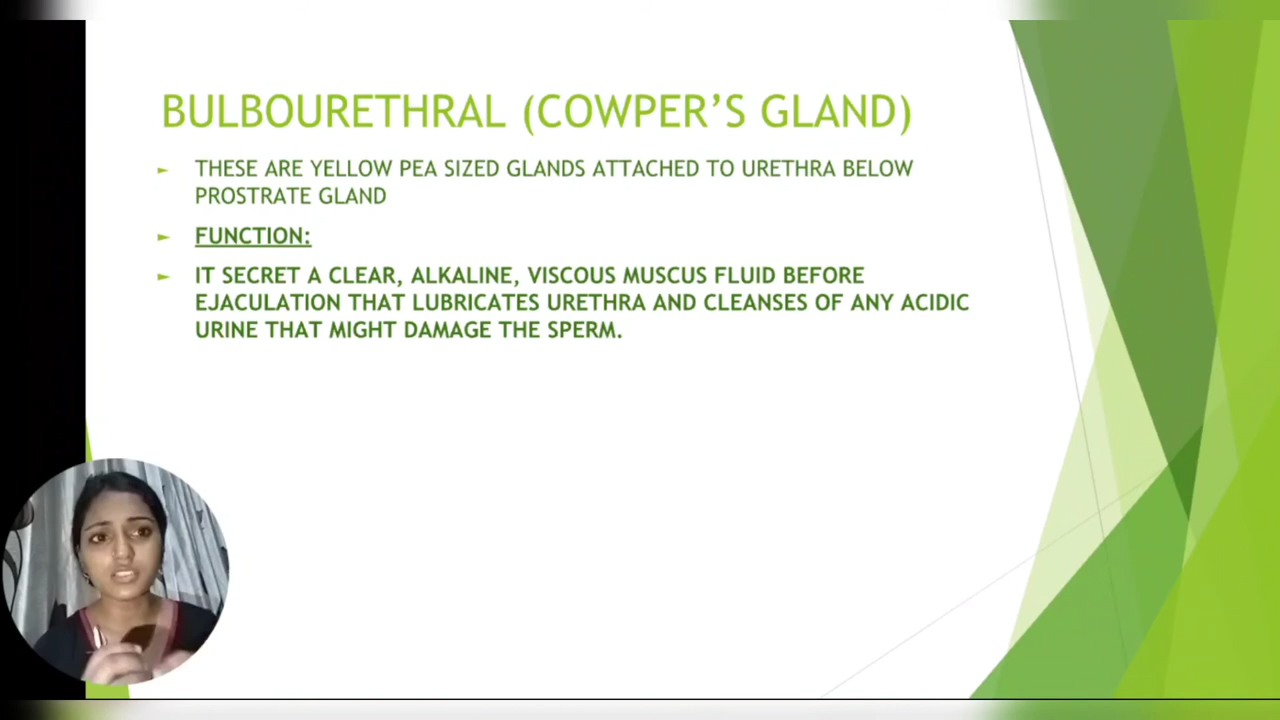 BULBOURETHRAL (COWPER'S GLAND)
► THESE ARE YELLOW PEA SIZED GLANDS ATTACHED TO URETHRA BELOW
PROSTRATE GLAND
► FUNCTION:
► IT SECRET A CLEAR, ALKALINE, VISCOUS MUSCUS FLUID BEFORE
EJACULATION THAT LUBRICATES URETHRA AND CLEANSES OF ANY ACIDIC
URINE THAT MIGHT DAMAGE THE SPERM.